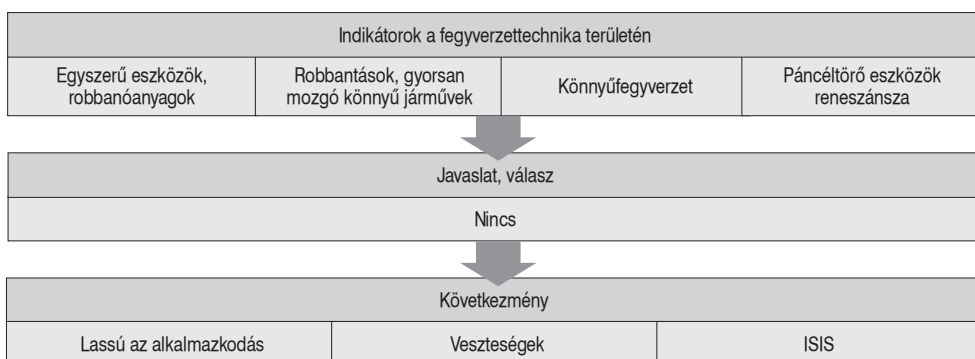 Indikátorok a fegyverzettechnika területén
Egyszerű eszközök,
robbanóanyagok
Robbantások, gyorsan
mozgó könnyű járművek
Könnyűfegyverzet
Páncéltörő eszközök
reneszánsza
Javaslat, válasz
Nincs
Következmény
Lassú az alkalmazkodás
Veszteségek
ISIS